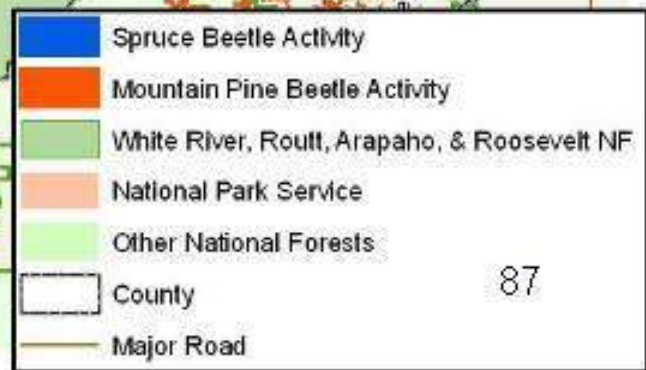 Spruce Beetle Activity
Mountain Pine Beetle Activity
White River, Routt, Arapaho, & Roosevelt NF
National Park Service
Other National Forests
County
87
Major Road